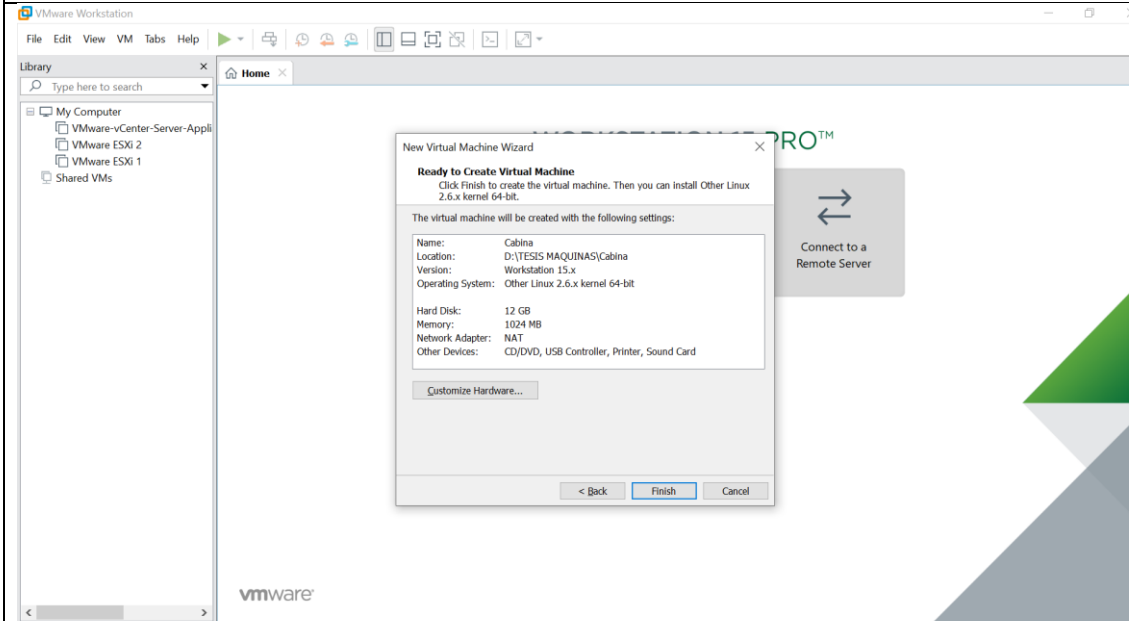 VMware Workstation
File Edit View VM Tabs Help
Library
Type here to search
My Computer
VMware-vCenter-Server-Appli
VMware ESXi 2
VMware ESXi 1
Shared VMs
Home
PRO™
New Virtual Machine Wizard
Ready to Create Virtual Machine
Click Finish to create the virtual machine. Then you can install Other Linux
2.6.x kernel 64-bit.
The virtual machine will be created with the following settings:
Name: Cabina
Location: D:\TESIS MAQUINAS\Cabina
Version: Workstation 15.x
Operating System: Other Linux 2.6.x kernel 64-bit
Hard Disk: 12 GB
Memory: 1024 MB
Network Adapter: NAT
Other Devices: CD/DVD, USB Controller, Printer, Sound Card
Customize Hardware...
< Back Finish Cancel
Connect to a
Remote Server
vmware